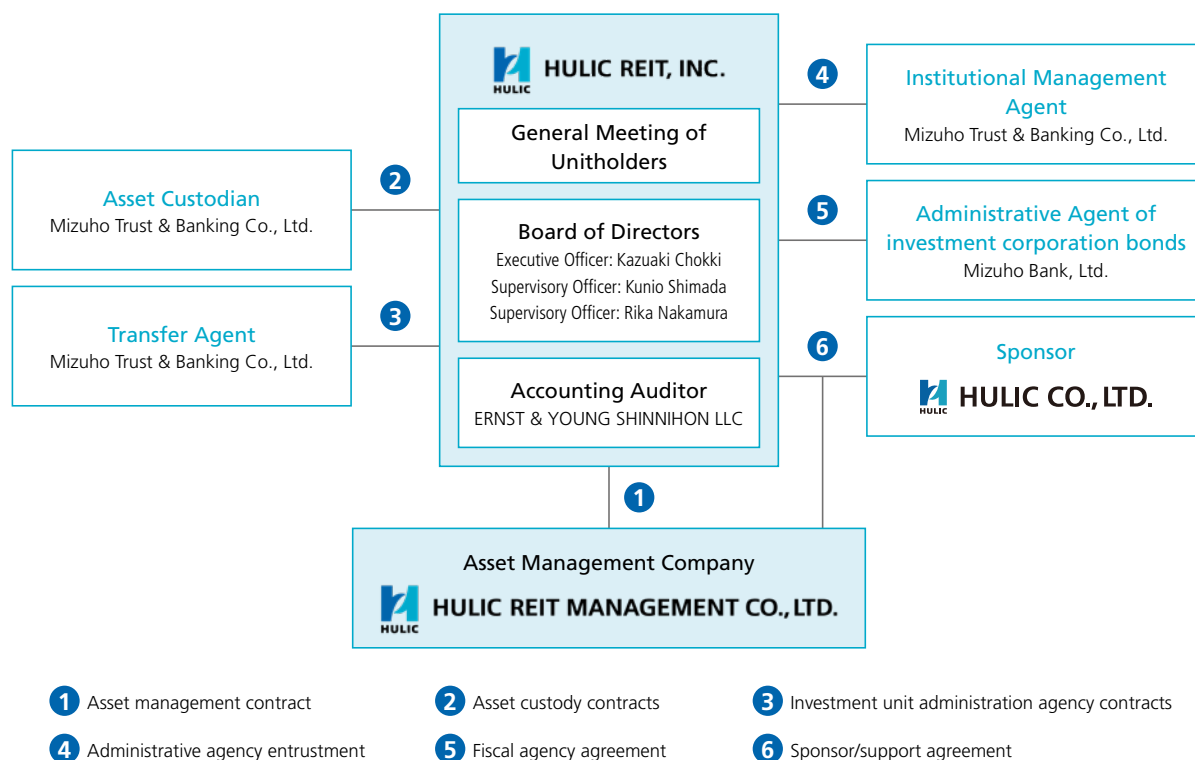 HULIC
HULIC REIT, INC.
General Meeting of
Unitholders
Board of Directors
Executive Officer: Kazuaki Chokki
Supervisory Officer: Kunio Shimada
Supervisory Officer: Rika Nakamura
Accounting Auditor
ERNST & YOUNG SHINNIHON LLC
2
Asset Custodian
Mizuho Trust & Banking Co., Ltd.
3
Transfer Agent
Mizuho Trust & Banking Co., Ltd.
4
Institutional Management
Agent
Mizuho Trust & Banking Co., Ltd.
5
Administrative Agent of
investment corporation bonds
Mizuho Bank, Ltd.
6
Sponsor
HULIC
HULIC CO., LTD.
1
Asset Management Company
HULIC
HULIC REIT MANAGEMENT CO., LTD.
1 Asset management contract
2 Asset custody contracts
3 Investment unit administration agency contracts
4 Administrative agency entrustment
5 Fiscal agency agreement
6 Sponsor/support agreement